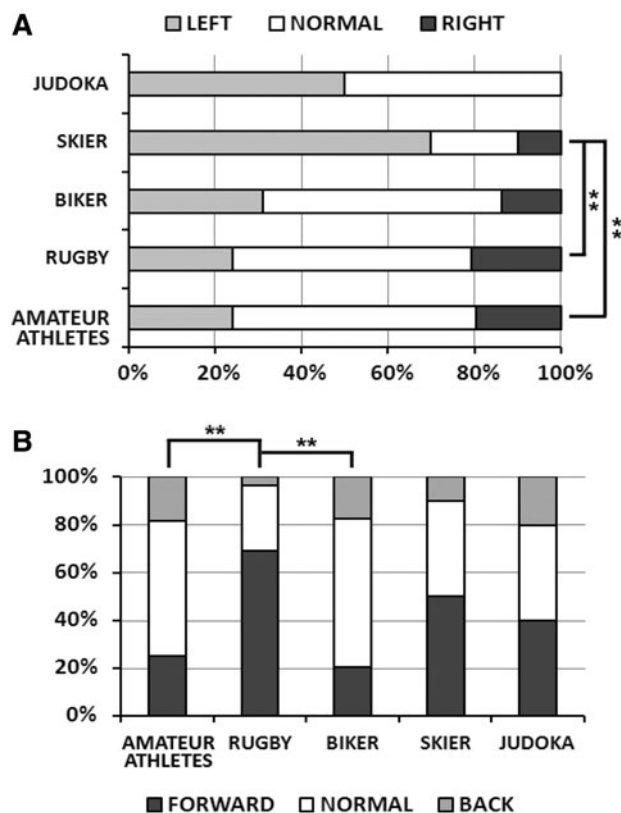 A
LEFT NORMAL RIGHT
JUDOKA
SKIER
BIKER
RUGBY
AMATEUR
ATHLETES
**
**
0% 20% 40% 60% 80% 100%
B
** **
100%
80%
60%
40%
20%
0%
AMATEUR RUGBY BIKER SKIER JUDOKA
ATHLETES
FORWARD NORMAL BACK